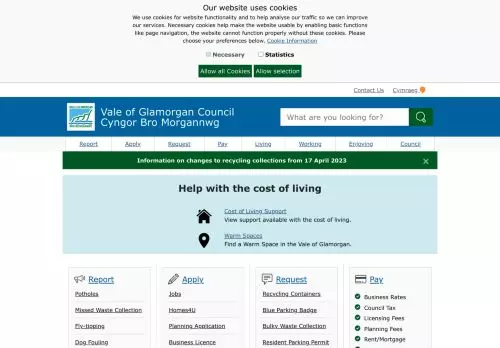 Our website uses cookies
We use cookies for website functionality and to help analyse our traffic so we can improve
our services. Necessary cookies help make the website usable by enabling basic functions
like page navigation, the website cannot function properly without these cookies. Please
choose your preferences below. Cookie Information
Necessary Statistics
Allow all Cookies Allow selection
Contact Us Cymraeg
Vale of Glamorgan Council
Cyngor Bro Morgannwg
What are you looking for?
Report Apply Request Pay Living Working Enjoying Council
Information on changes to recycling collections from 17 April 2023 ×
Help with the cost of living
Cost of Living Support
View support available with the cost of living.
Warm Spaces
Find a Warm Space in the Vale of Glamorgan.
Report
Potholes
Missed Waste Collection
Fly-tipping
Dog Fouling
Apply
Jobs
Homes4U
Planning Application
Business Licence
Request
Recycling Containers
Blue Parking Badge
Bulky Waste Collection
Resident Parking Permit
Pay
Business Rates
Council Tax
Licensing Fees
Planning Fees
Rent/Mortgage